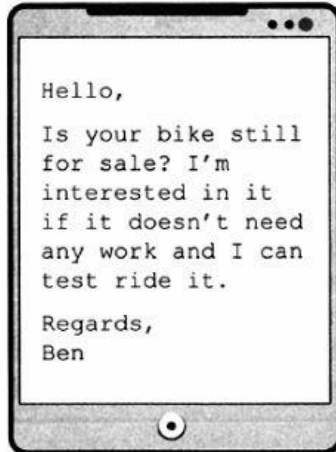 Hello,
Is your bike still
for sale? I'm
interested in it
if it doesn't need
any work and I can
test ride it.
Regards,
Ben